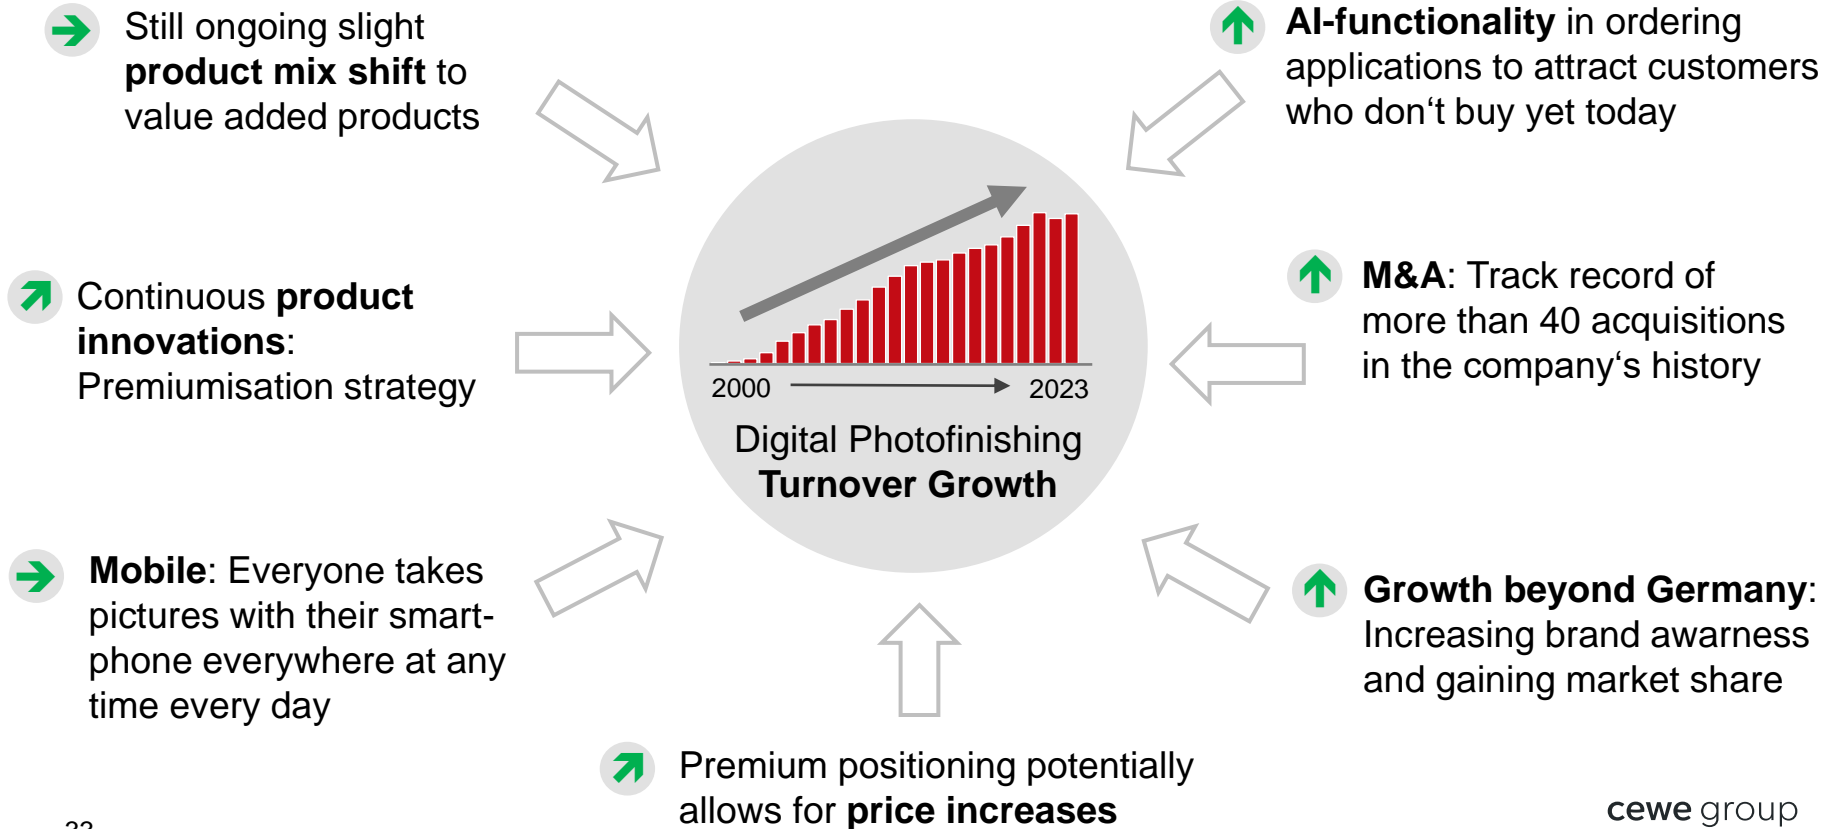 Still ongoing slight
product mix shift to
value added products
AI-functionality in ordering
applications to attract customers
who don‘t buy yet today
Continuous product
innovations:
Premiumisation strategy
M&A: Track record of
more than 40 acquisitions
in the company‘s history
2000
2023
Digital Photofinishing
Turnover Growth
Mobile: Everyone takes
pictures with their smart-
phone everywhere at any
time every day
Growth beyond Germany:
Increasing brand awarness
and gaining market share
Premium positioning potentially
allows for price increases
cewe group